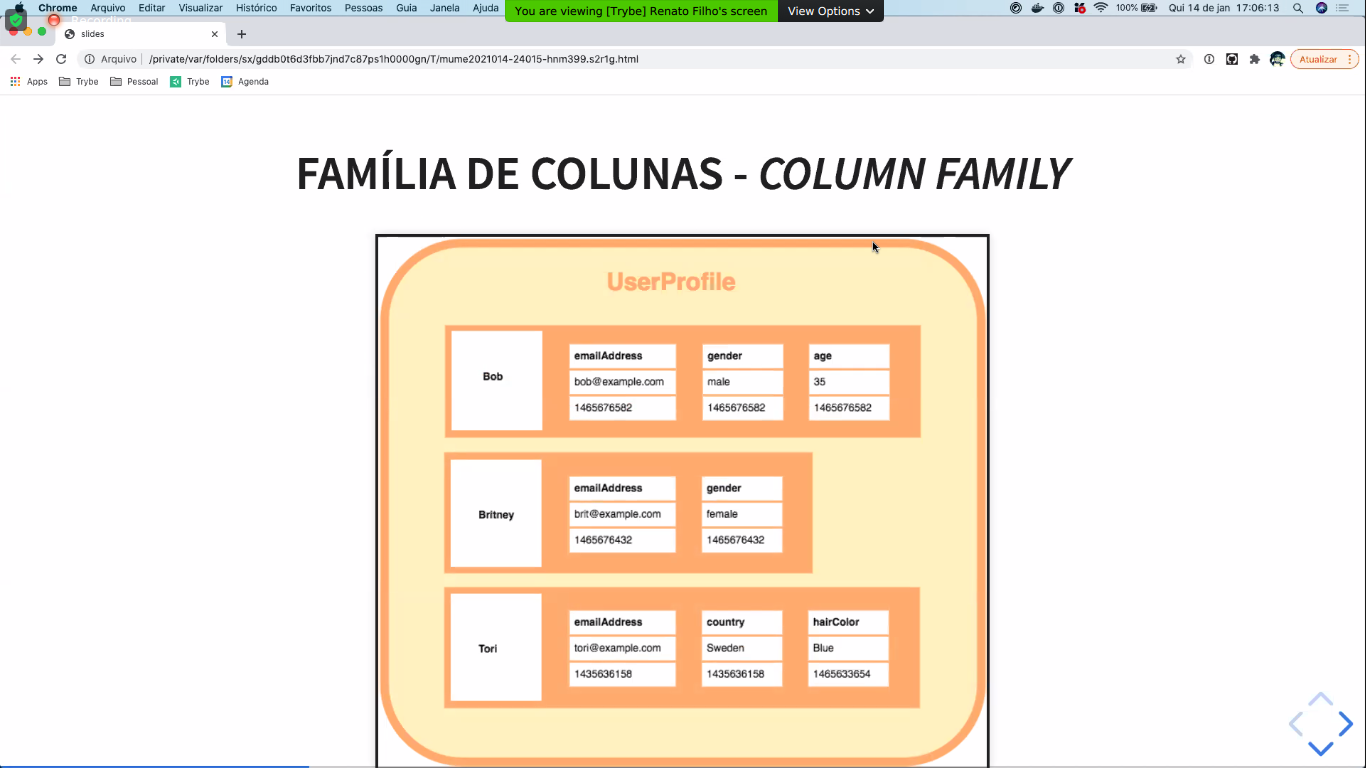 Chrome Arquivo Editar Visualizar Histórico Favoritos Pessoas Guia Janela Ajuda
You are viewing [Trybe] Renato Filho's screen
View Options
100%
Qui 14 de jan 17:06:13
Recording
slides
Arquivo
/private/var/folders/sx/gddb0t6d3fbb7jnd7c87ps1h0000gn/T/mume2021014-24015-hnm399.s2r1g.html
Atualizar
Apps Trybe Pessoal Trybe Agenda
FAMÍLIA DE COLUNAS - COLUMN FAMILY
UserProfile
Bob
emailAddress gender age
bob@example.com male 35
1465676582 1465676582 1465676582
Britney
emailAddress gender
brit@example.com female
1465676432 1465676432
Tori
emailAddress country hairColor
tori@example.com Sweden Blue
1435636158 1435636158 1465633654